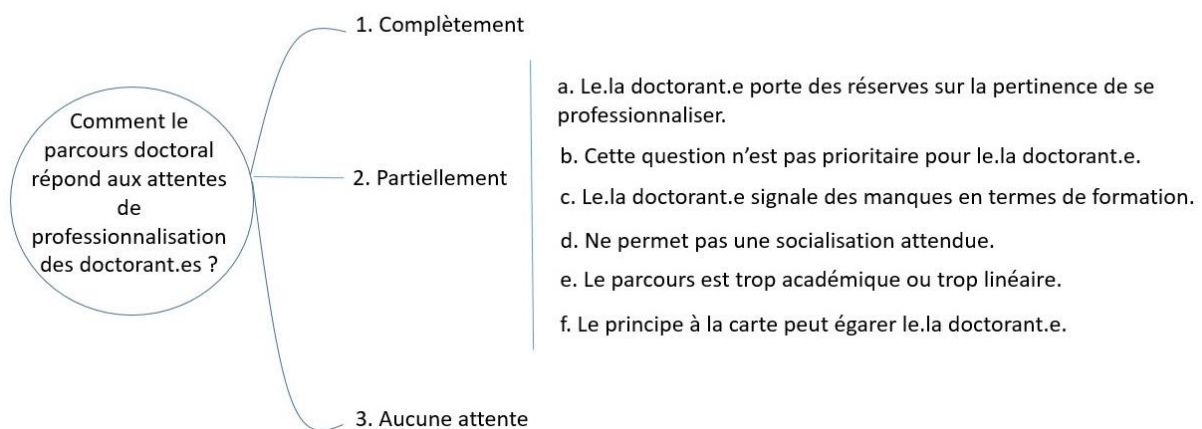 Comment le
parcours doctoral
répond aux attentes
de
professionnalisation
des doctorant.es ?
1. Complètement
2. Partiellement
a. Le.la doctorant.e porte des réserves sur la pertinence de se
professionnaliser.
b. Cette question n’est pas prioritaire pour le.la doctorant.e.
c. Le.la doctorant.e signale des manques en termes de formation.
d. Ne permet pas une socialisation attendue.
e. Le parcours est trop académique ou trop linéaire.
f. Le principe à la carte peut égarer le.la doctorant.e.
3. Aucune attente